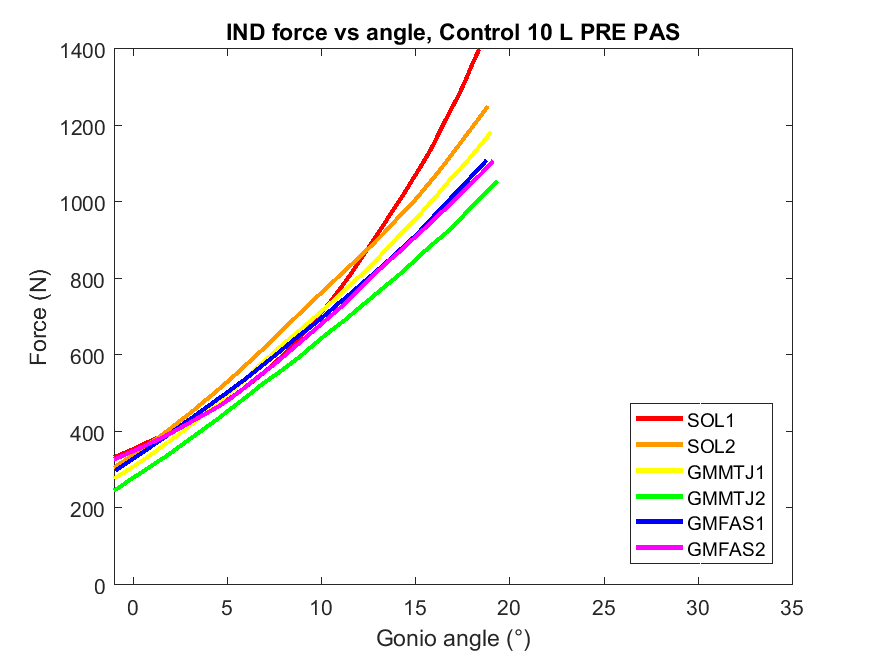 IND force vs angle, Control 10 L PRE PAS
1400
1200
1000
800
600
400
200
0
Force (N)
0 5 10 15 20 25 30 35
Gonio angle (°)
SOL1
SOL2
GMMTJ1
GMMTJ2
GMFAS1
GMFAS2